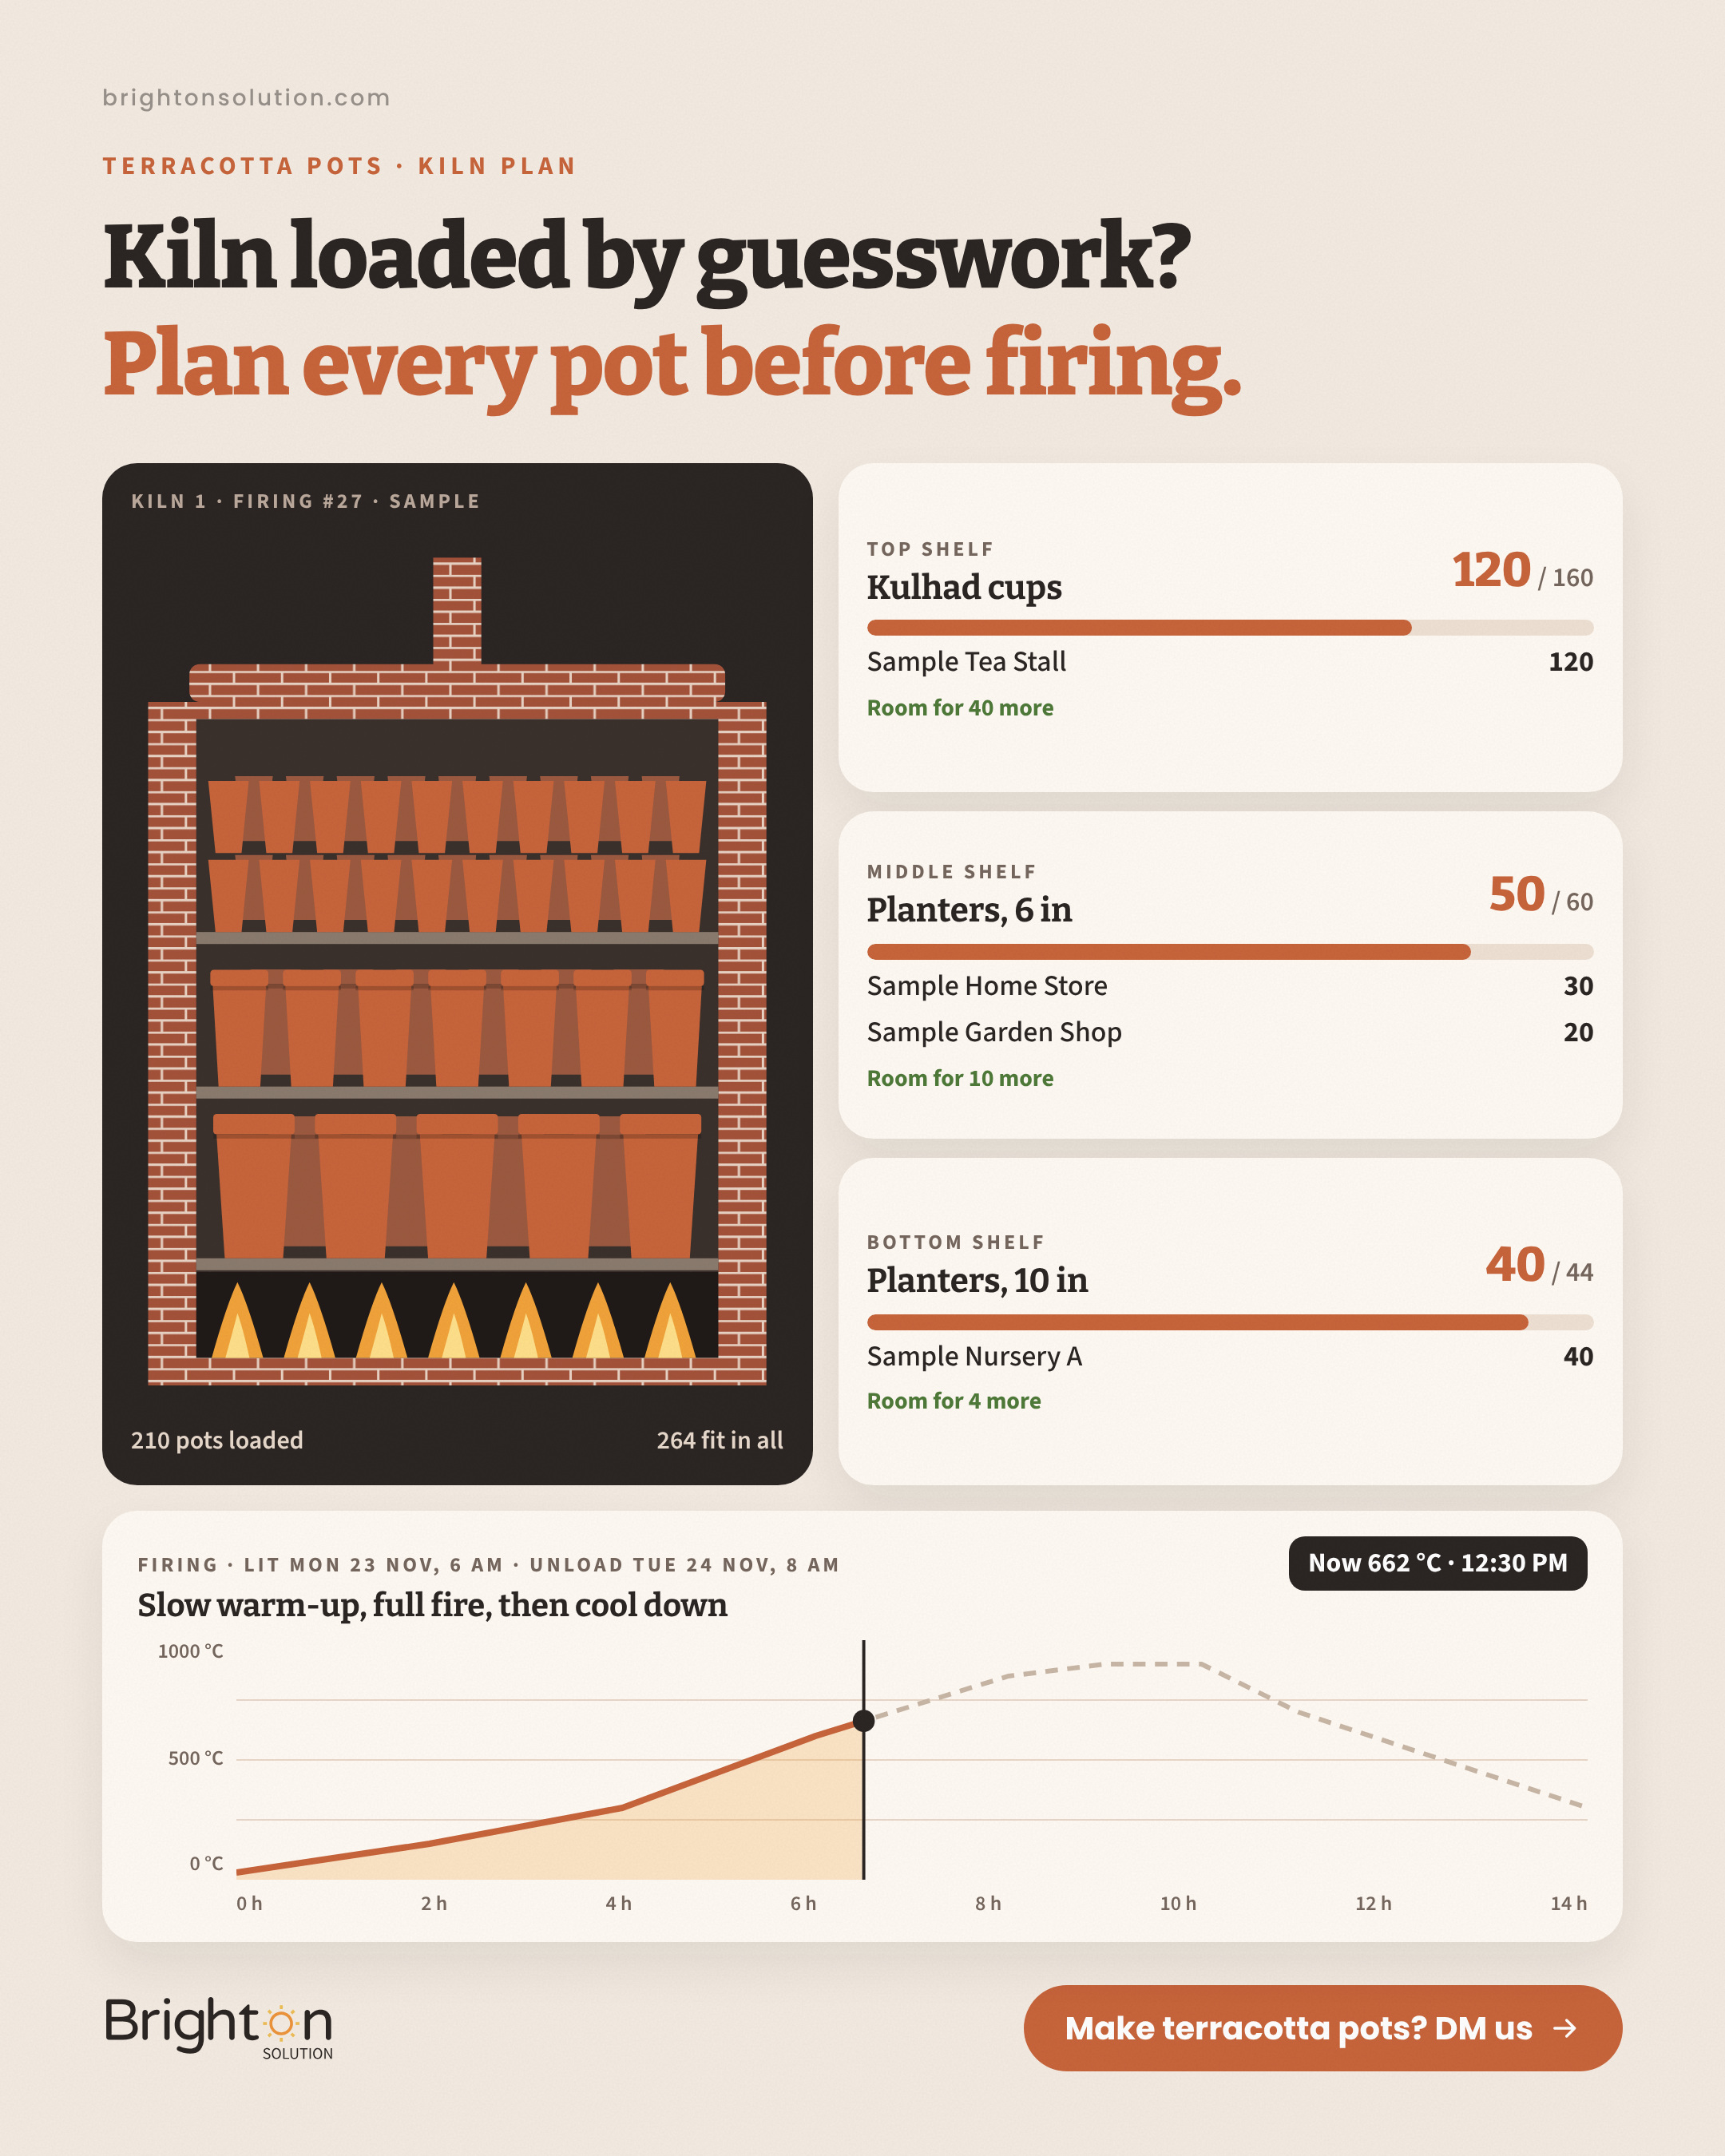 brightonsolution.com
TERRACOTTA POTS · KILN PLAN
Kiln loaded by guesswork?
Plan every pot before firing.
KILN 1 · FIRING #27 · SAMPLE
210 pots loaded
264 fit in all
TOP SHELF
Kulhad cups
120 / 160
Sample Tea Stall
120
Room for 40 more
MIDDLE SHELF
Planters, 6 in
50 / 60
Sample Home Store
30
Sample Garden Shop
20
Room for 10 more
BOTTOM SHELF
Planters, 10 in
40 / 44
Sample Nursery A
40
Room for 4 more
FIRING · LIT MON 23 NOV, 6 AM · UNLOAD TUE 24 NOV, 8 AM
Now 662 °C · 12:30 PM
Slow warm-up, full fire, then cool down
1000 °C
500 °C
0 °C
0 h
2 h
4 h
6 h
8 h
10 h
12 h
14 h
Brighton
SOLUTION
Make terracotta pots? DM us →